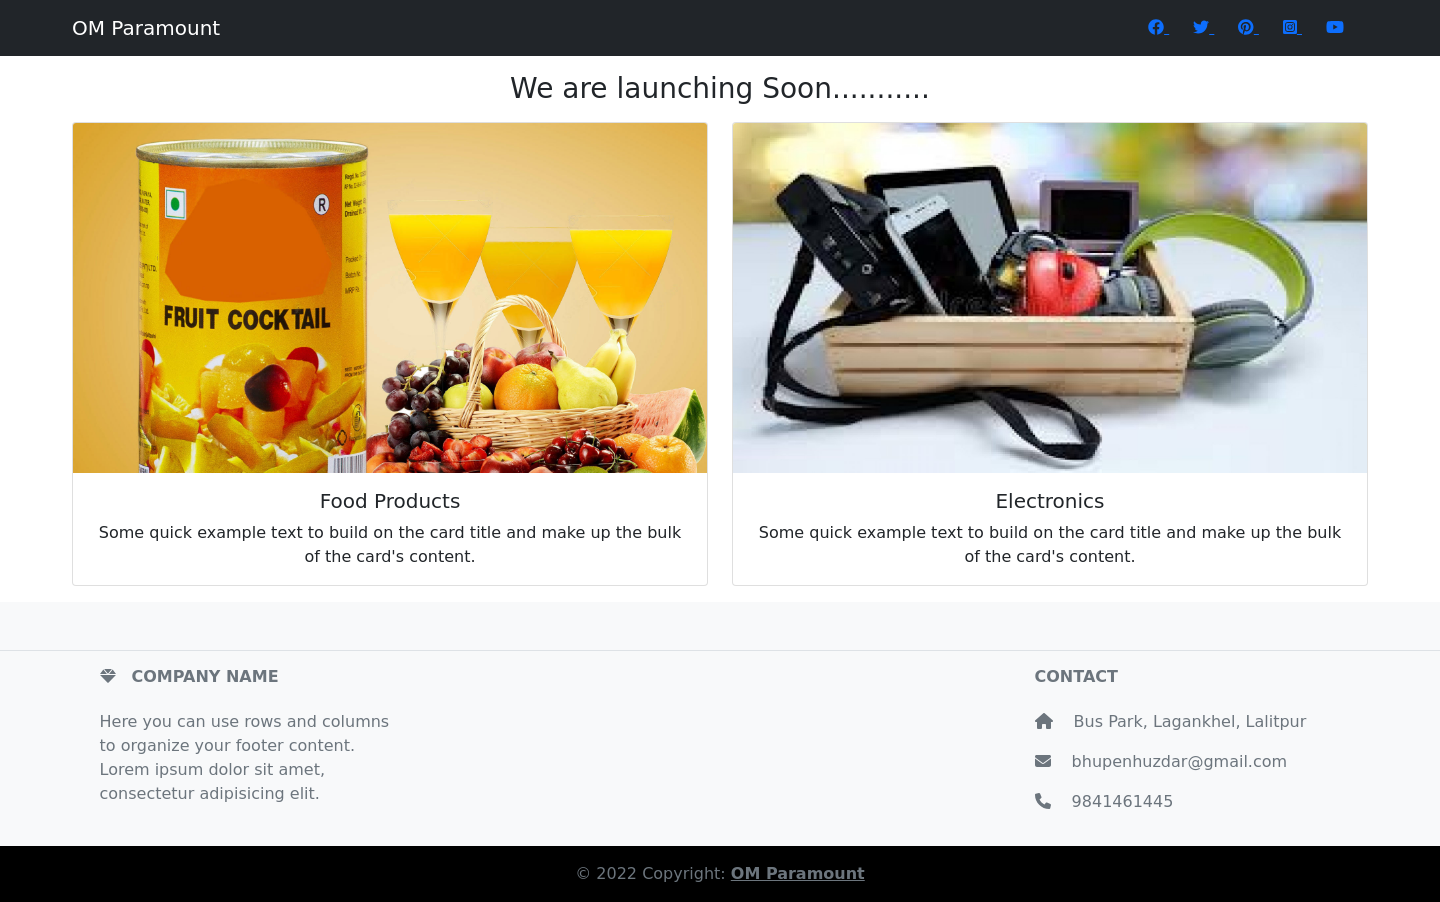 OM Paramount
We are launching Soon...........
®
FRUIT COCKTAIL
Food Products
Some quick example text to build on the card title and make up the bulk
of the card's content.
Electronics
Some quick example text to build on the card title and make up the bulk
of the card's content.
COMPANY NAME
Here you can use rows and columns
to organize your footer content.
Lorem ipsum dolor sit amet,
consectetur adipisicing elit.
CONTACT
Bus Park, Lagankhel, Lalitpur
bhupenhuzdar@gmail.com
9841461445
© 2022 Copyright: OM Paramount